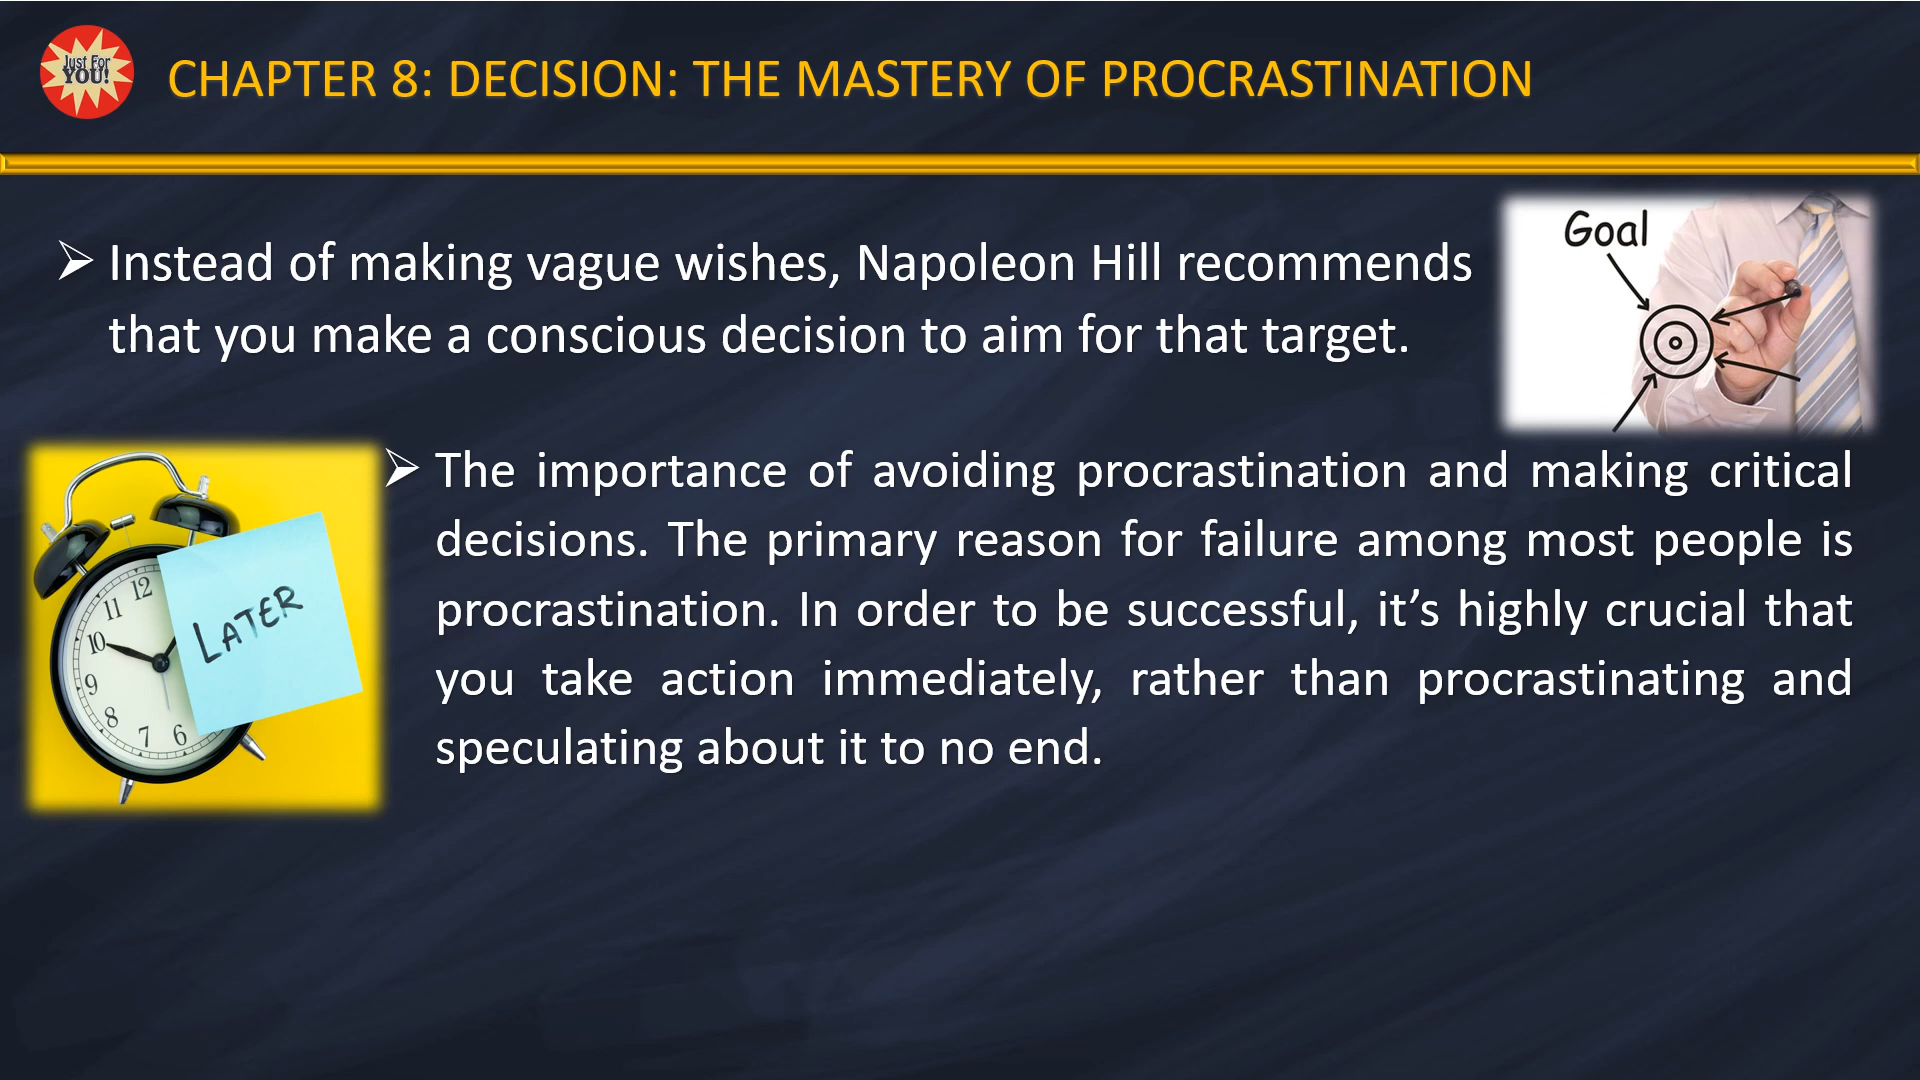 Just For
YOU!
CHAPTER 8: DECISION: THE MASTERY OF PROCRASTINATION
Instead of making vague wishes, Napoleon Hill recommends
that you make a conscious decision to aim for that target.
Goal
The importance of avoiding procrastination and making critical
decisions. The primary reason for failure among most people is
procrastination. In order to be successful, it’s highly crucial that
you take action immediately, rather than procrastinating and
speculating about it to no end.
LATER
12
11
10
9
8
7
6